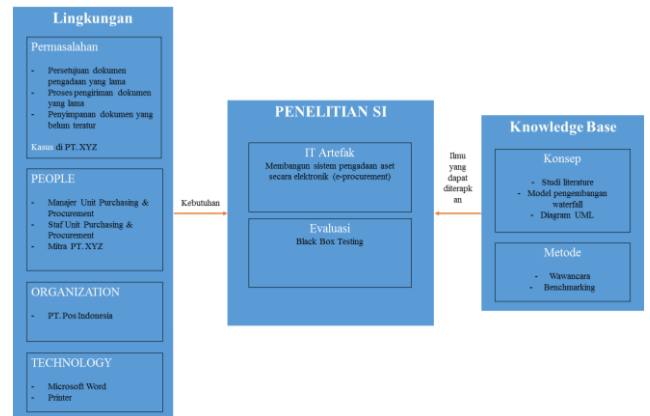 Lingkungan
Permasalahan
- Persetujuan dokumen
pengadaan yang lama
- Proses pengiriman dokumen
yang lama
- Penyimpanan dokumen yang
belum teratur
Kasus di PT. XYZ
PEOPLE
- Manajer Unit Purchasing &
Procurement
- Staf Unit Purchasing &
Procurement
- Mitra PT. XYZ
ORGANIZATION
- PT. Pos Indonesia
TECHNOLOGY
- Microsoft Word
- Printer
Kebutuhan
PENELITIAN SI
IT Artefak
Membangun sistem pengadaan aset
secara elektronik (e-procurement)
Evaluasi
Black Box Testing
Ilmu
yang
dapat
diterapk
an
Knowledge Base
Konsep
- Studi literature
- Model pengembangan
waterfall
- Diagram UML
Metode
- Wawancara
- Benchmarking